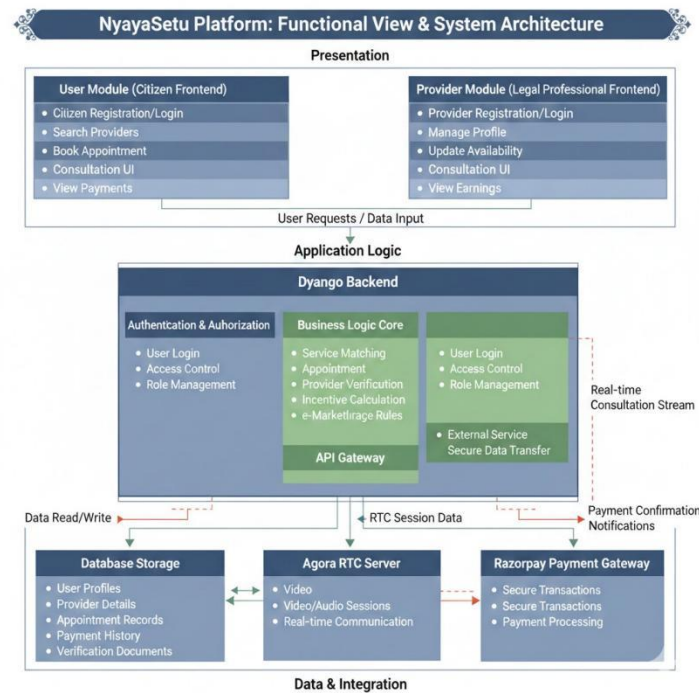 NyayaSetu Platform: Functional View & System Architecture
Presentation
User Module (Citizen Frontend)
• Citizen Registration/Login
• Search Providers
• Book Appointment
• Consultation UI
• View Payments
Provider Module (Legal Professional Frontend)
• Provider Registration/Login
• Manage Profile
• Update Availability
• Consultation UI
• View Earnings
User Requests / Data Input
Application Logic
Dyango Backend
Authentication & Auhorization
• User Login
• Access Control
• Role Management
Business Logic Core
• Service Matching
• Appointment
• Provider Verification
• Incentive Calculation
Rules
API Gateway
• User Login
• Access Control
• Role Management
• External Service
Secure Data Transfer
Real-time
Consultation Stream
Data Read/Write
RTC Session Data
Payment Confirmation
Notifications
Database Storage
• User Profiles
• Provider Details
• Appointment Records
• Payment History
• Verification Documents
Agora RTC Server
• Video
• Video/Audio Sessions
• Real-time Communication
Razorpay Payment Gateway
• Secure Transactions
• Secure Transactions
• Payment Processing
Data & Integration